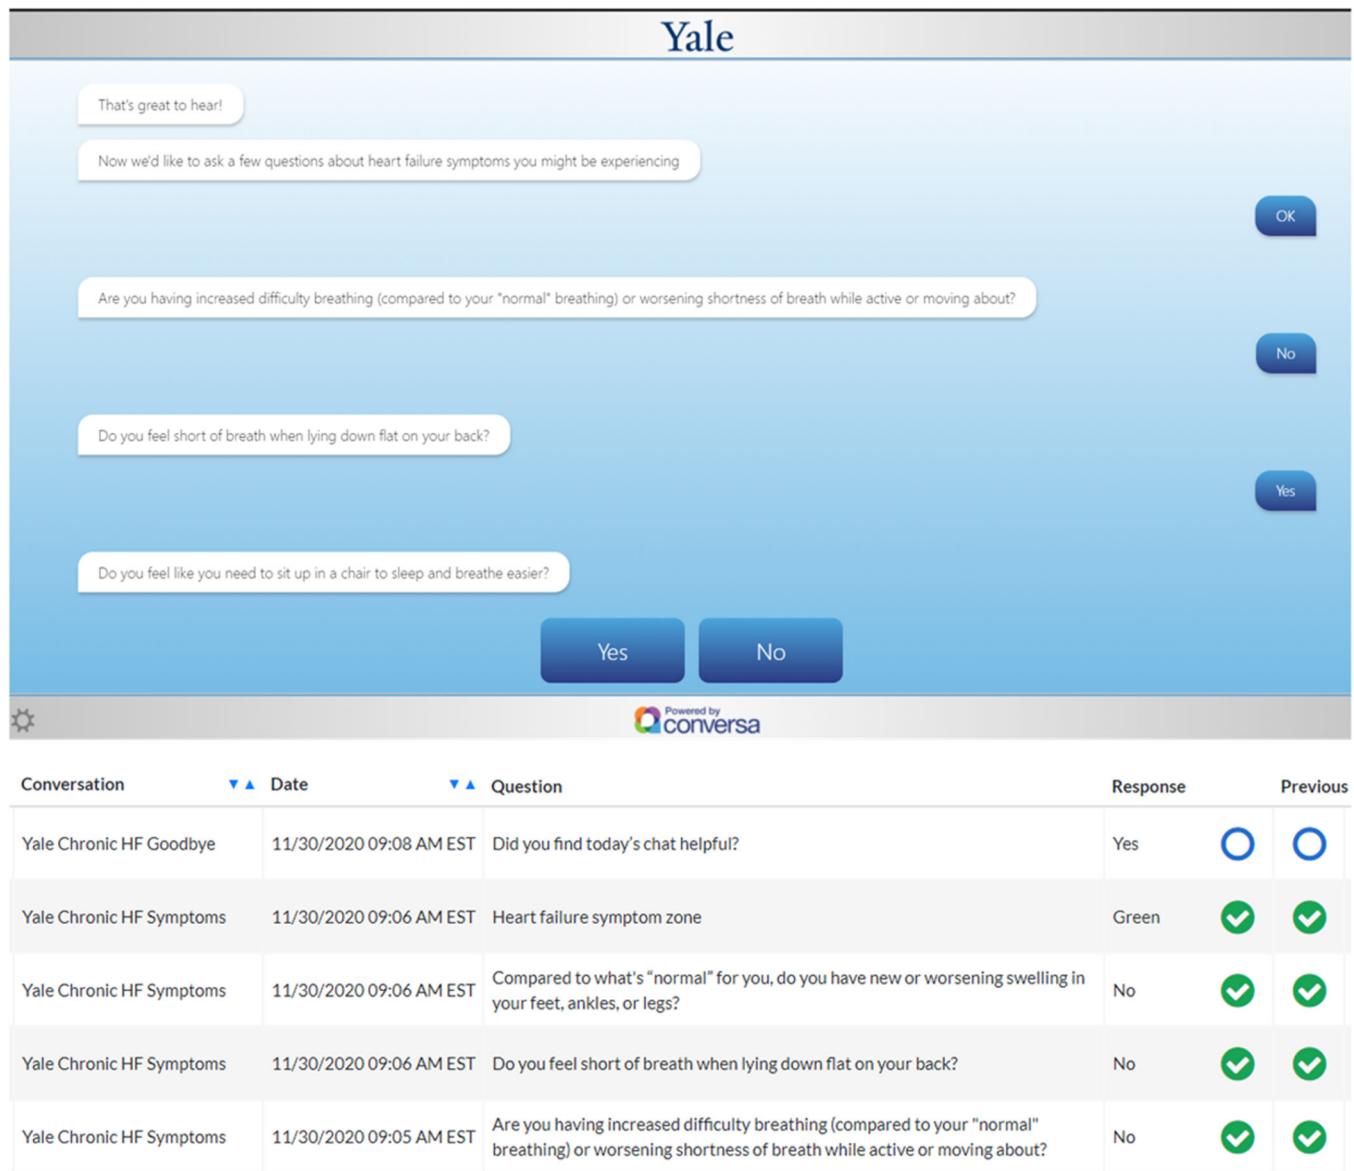 Yale
That's great to hear!
Now we'd like to ask a few questions about heart failure symptoms you might be experiencing
OK
Are you having increased difficulty breathing (compared to your "normal" breathing) or worsening shortness of breath while active or moving about?
No
Do you feel short of breath when lying down flat on your back?
Yes
Do you feel like you need to sit up in a chair to sleep and breathe easier?
Yes No
Powered by
conversa
Conversation Date Question Response Previous
Yale Chronic HF Goodbye 11/30/2020 09:08 AM EST Did you find today's chat helpful? Yes
Yale Chronic HF Symptoms 11/30/2020 09:06 AM EST Heart failure symptom zone Green
Compared to what's “normal” for you, do you have new or worsening swelling in
Yale Chronic HF Symptoms 11/30/2020 09:06 AM EST your feet, ankles, or legs? No
Yale Chronic HF Symptoms 11/30/2020 09:06 AM EST Do you feel short of breath when lying down flat on your back? No
Are you having increased difficulty breathing (compared to your "normal"
Yale Chronic HF Symptoms 11/30/2020 09:05 AM EST breathing) or worsening shortness of breath while active or moving about? No